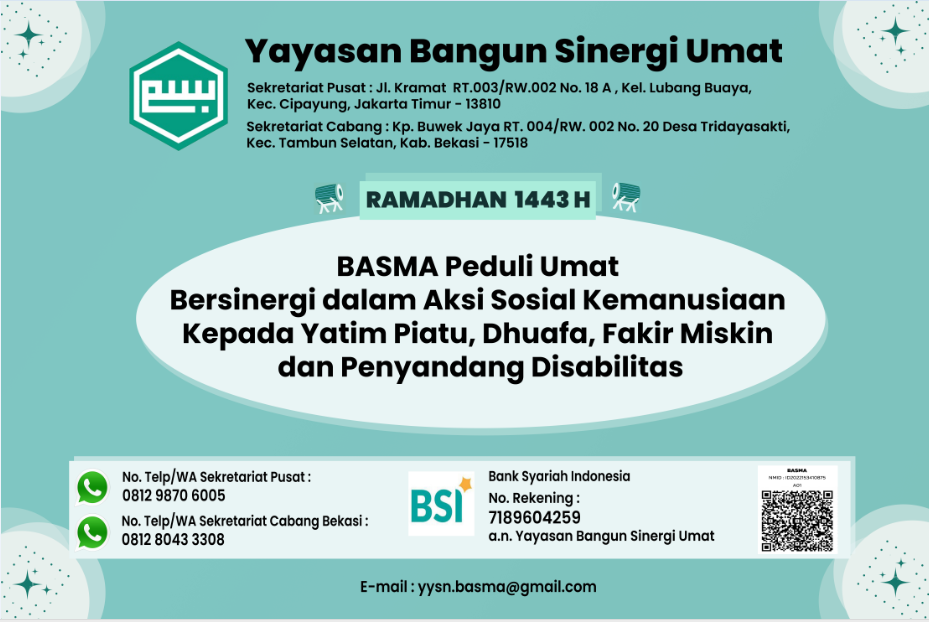 بسم
Yayasan Bangun Sinergi Umat
Sekretariat Pusat : Jl. Kramat RT.003/RW.002 No. 18 A , Kel. Lubang Buaya,
Kec. Cipayung, Jakarta Timur - 13810
Sekretariat Cabang : Kp. Buwek Jaya RT. 004/RW. 002 No. 20 Desa Tridayasakti,
Kec. Tambun Selatan, Kab. Bekasi - 17518
RAMADHAN 1443 H
BASMA Peduli Umat
Bersinergi dalam Aksi Sosial Kemanusiaan
Kepada Yatim Piatu, Dhuafa, Fakir Miskin
dan Penyandang Disabilitas
No. Telp/WA Sekretariat Pusat :
0812 9870 6005
No. Telp/WA Sekretariat Cabang Bekasi :
0812 8043 3308
BSI
Bank Syariah Indonesia
No. Rekening :
7189604259
a.n. Yayasan Bangun Sinergi Umat
BASMA
NMID :
A01
E-mail : yysn.basma@gmail.com